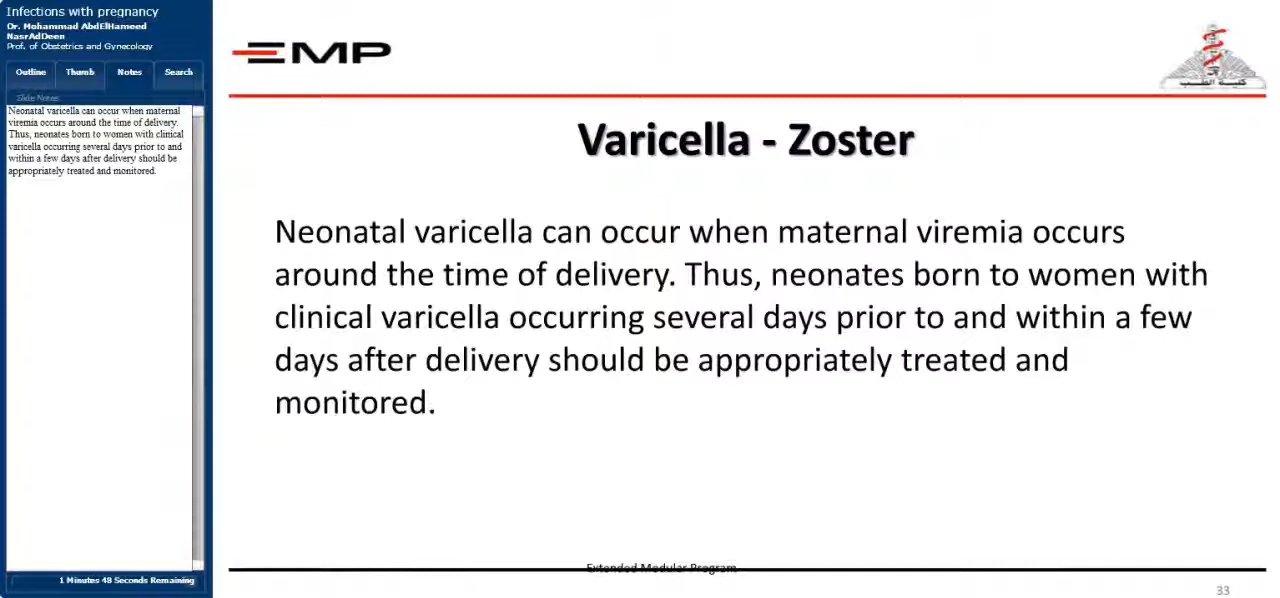 Infections with pregnancy
Dr. Mohammad AbdElHameed
NasrAdDeen
Prof. of Obstetrics and Gynecology
Outline Thumb Notes Search
Slide Notes
Neonatal varicella can occur when maternal
viremia occurs around the time of delivery.
Thus, neonates born to women with clinical
varicella occurring several days prior to and
within a few days after delivery should be
appropriately treated and monitored.
1 Minutes 48 Seconds Remaining
EMP
كلية الطب
Varicella - Zoster
Neonatal varicella can occur when maternal viremia occurs
around the time of delivery. Thus, neonates born to women with
clinical varicella occurring several days prior to and within a few
days after delivery should be appropriately treated and
monitored.
Extended Modular Program
33